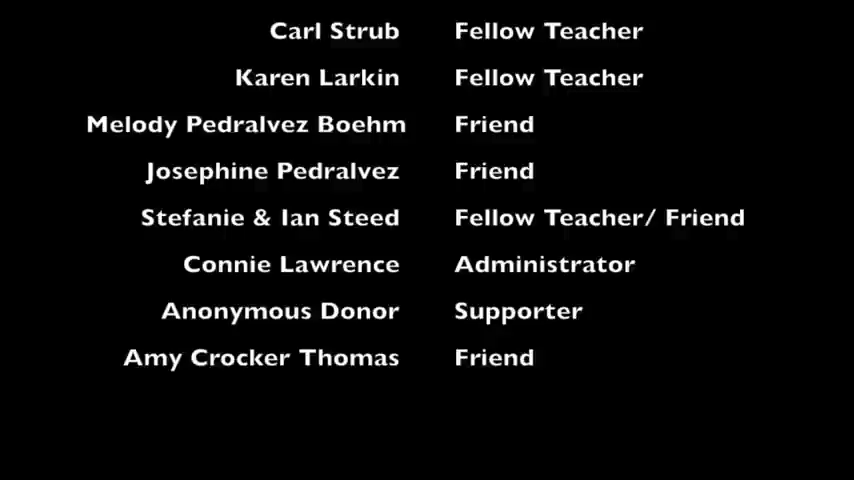 Carl Strub Fellow Teacher
Karen Larkin Fellow Teacher
Melody Pedralvez Boehm Friend
Josephine Pedralvez Friend
Stefanie & Ian Steed Fellow Teacher/ Friend
Connie Lawrence Administrator
Anonymous Donor Supporter
Amy Crocker Thomas Friend